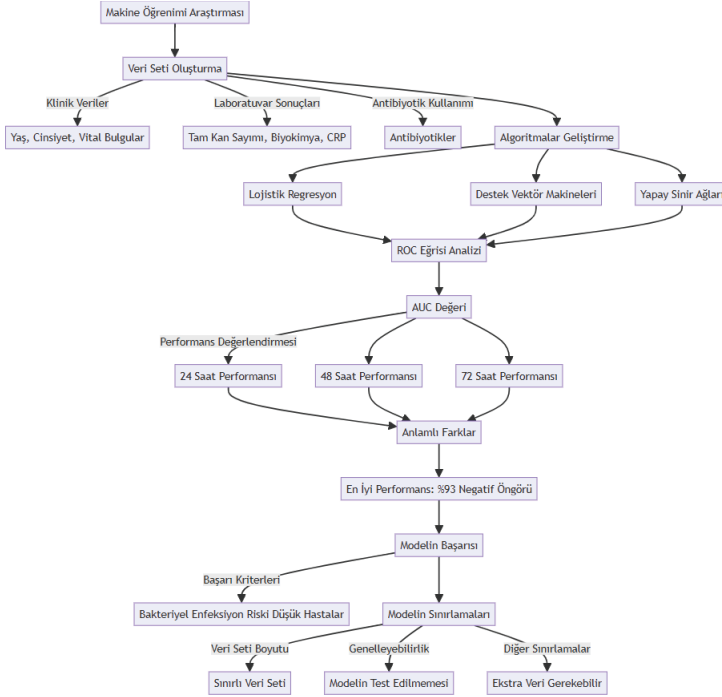 Makine Öğrenimi Araştırması
Veri Seti Oluşturma
Klinik Veriler
Laboratuvar Sonuçları
Antibiyotik Kullanımı
Yaş, Cinsiyet, Vital Bulgular
Tam Kan Sayımı, Biyokimya, CRP
Antibiyotikler
Algoritmalar Geliştirme
Lojistik Regresyon
Destek Vektör Makineleri
Yapay Sinir Ağları
ROC Eğrisi Analizi
AUC Değeri
Performans Değerlendirmesi
24 Saat Performansı
48 Saat Performansı
72 Saat Performansı
Anlamlı Farklar
En İyi Performans: %93 Negatif Öngörü
Modelin Başarısı
Başarı Kriterleri
Bakteriyel Enfeksiyon Riski Düşük Hastalar
Modelin Sınırlamaları
Veri Seti Boyutu
Genelleyebilirlik
Diğer Sınırlamalar
Sınırlı Veri Seti
Modelin Test Edilmemesi
Ekstra Veri Gerekebilir